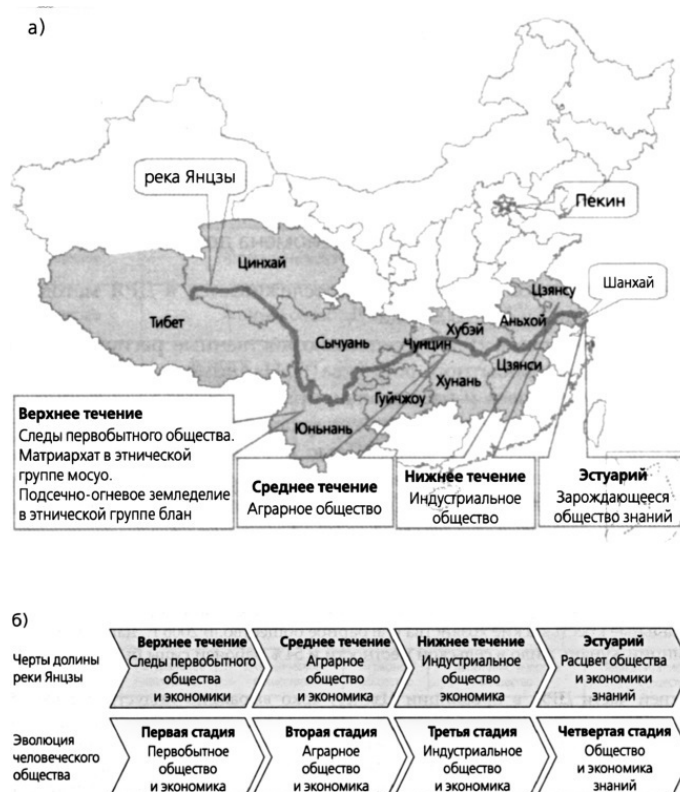 а)
река Янцзы
Пекин
Цинхай
Тибет
Сычуань
Чунцин
Хубэй
Аньхой
Цзянсу
Шанхай
Цзянси
Хунань
Гуйчжоу
Юньнань
Верхнее течение
Следы первобытного общества.
Матриархат в этнической
группе мосуо.
Подсечно-огневое земледелие
в этнической группе блан
Среднее течение
Аграрное общество
Нижнее течение
Индустриальное
общество
Эстуарий
Зарождающееся
общество знаний
б)
Черты долины
реки Янцзы
Верхнее течение
Следы первобытного
общества
и экономики
Среднее течение
Аграрное
общество
и экономика
Нижнее течение
Индустриальное
общество
экономика
Эстуарий
Расцвет общества
и экономики
знаний
Эволюция
человеческого
общества
Первая стадия
Первобытное
общество
и экономика
Вторая стадия
Аграрное
общество
и экономика
Третья стадия
Индустриальное
общество
и экономика
Четвертая стадия
Общество
и экономика
знаний